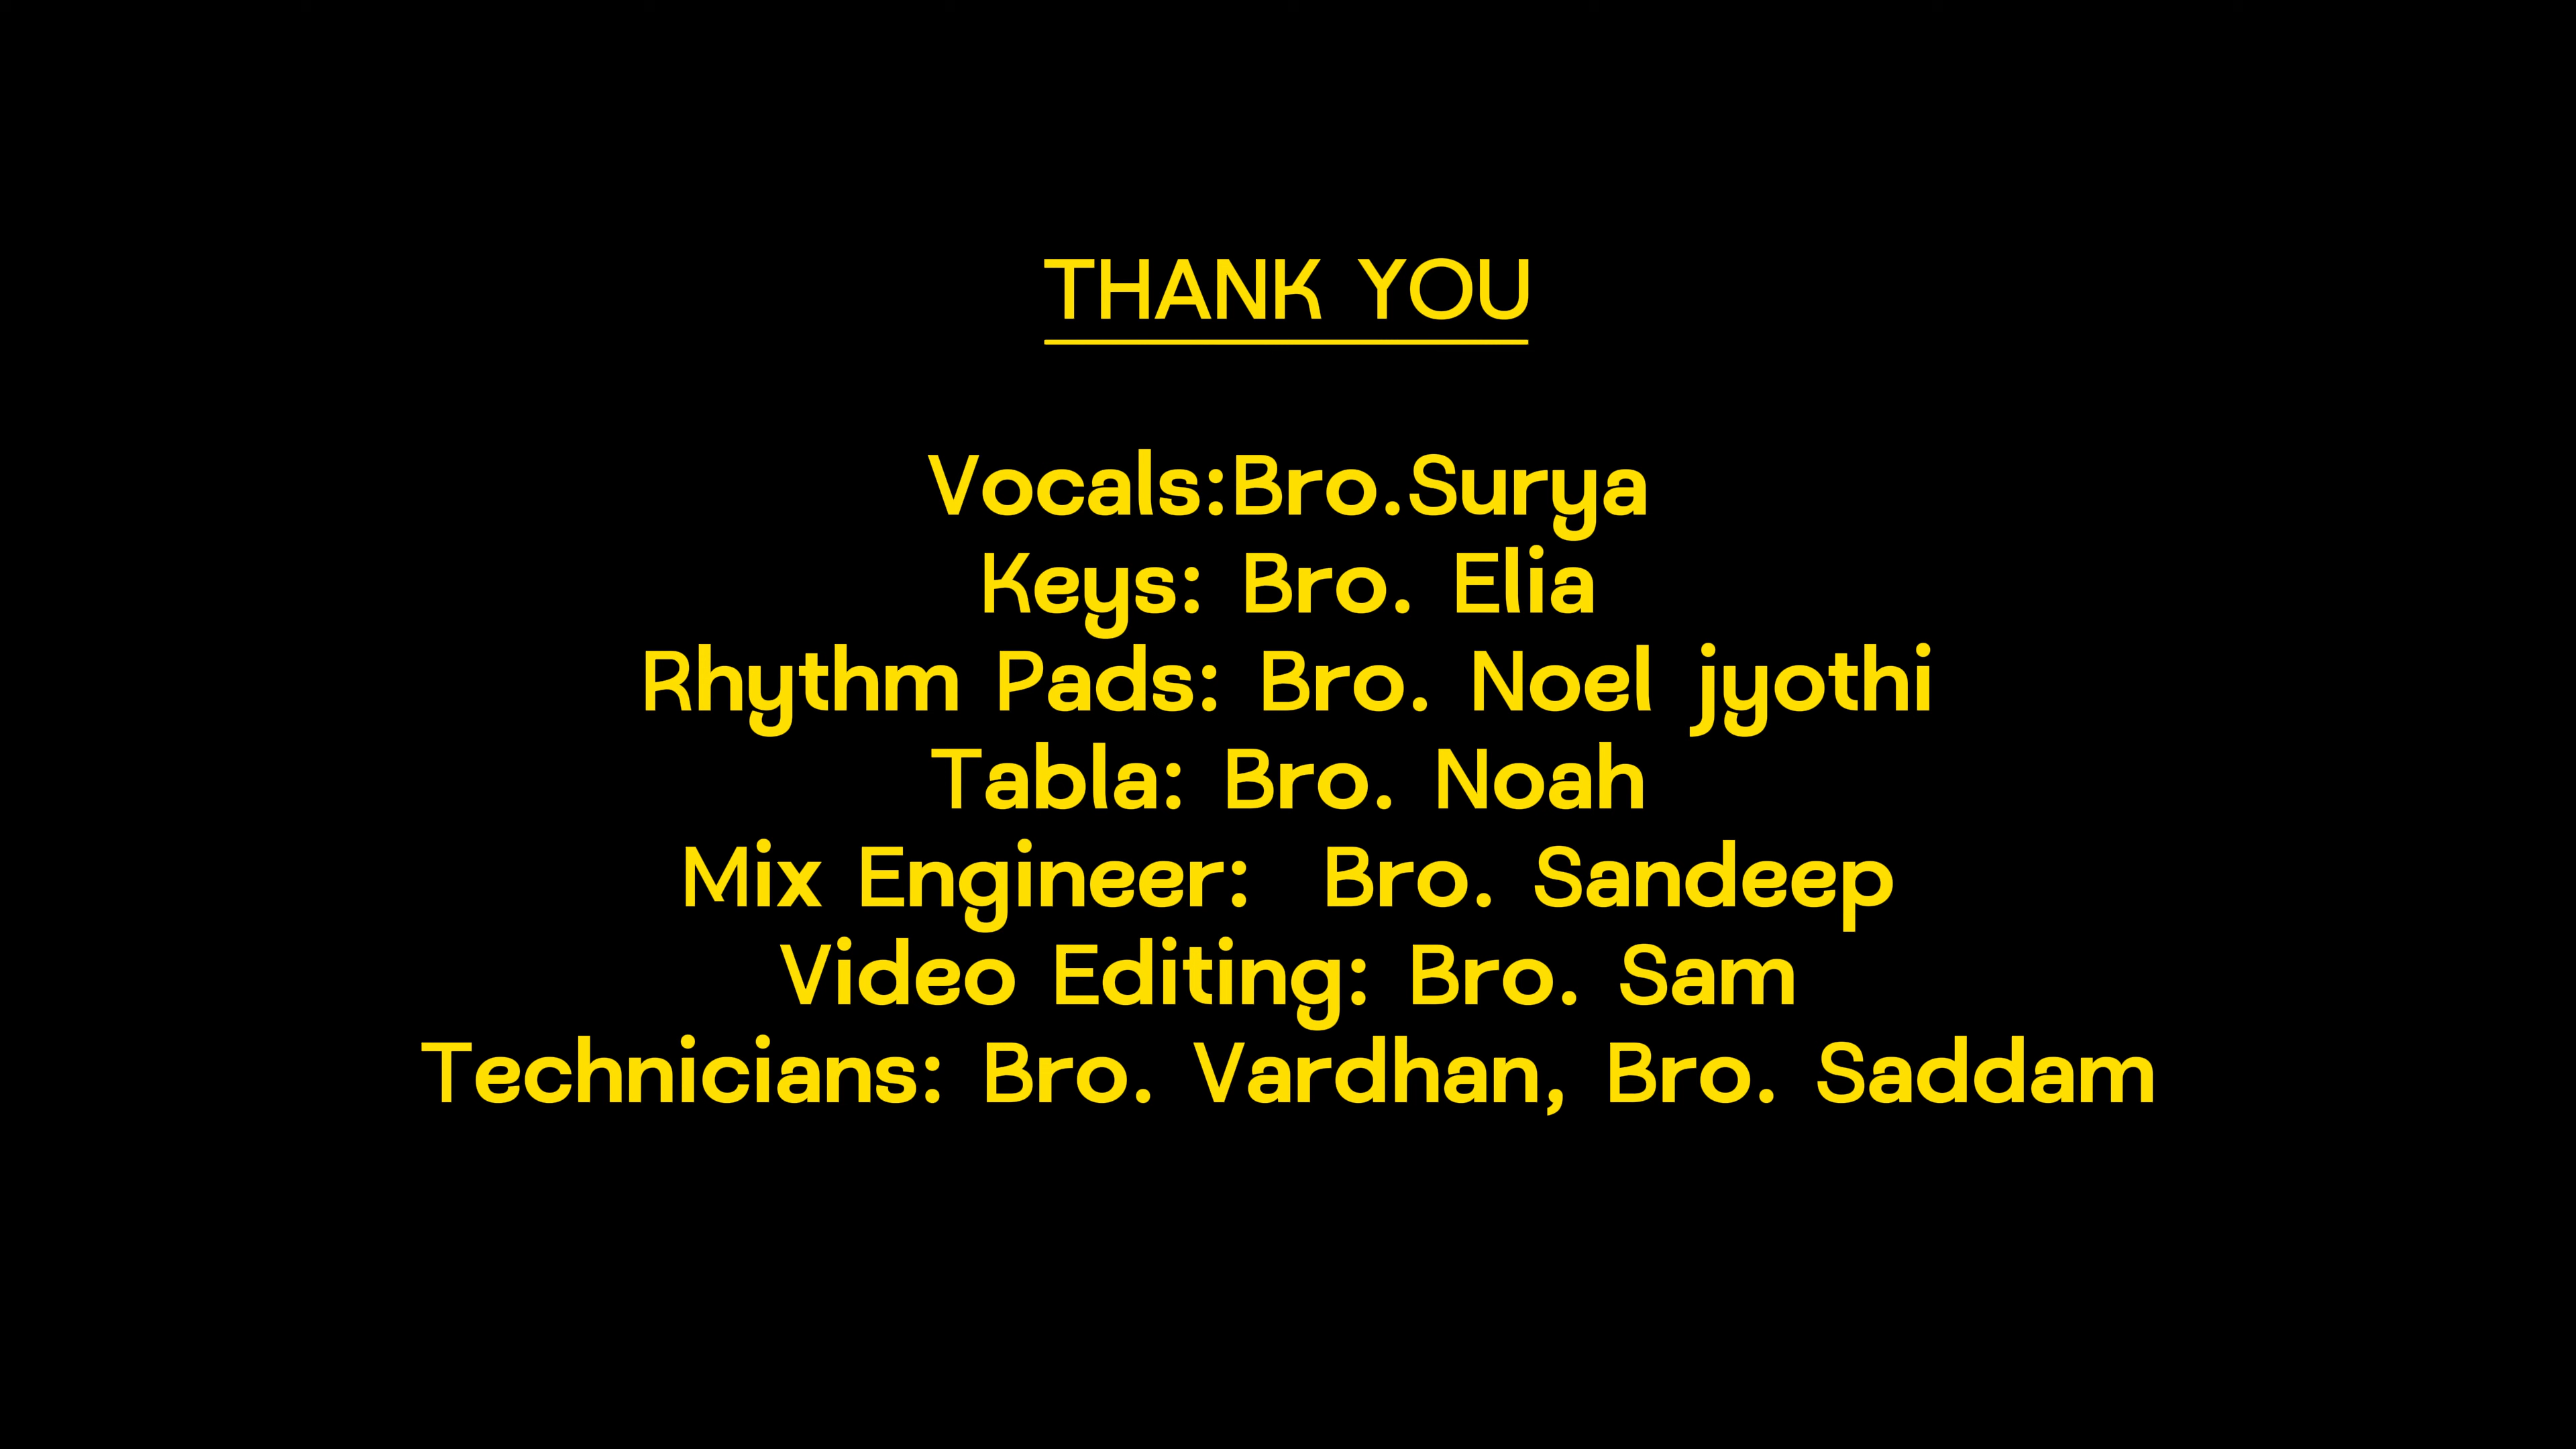 THANK YOU
Vocals:Bro.Surya
Keys: Bro. Elia
Rhythm Pads: Bro. Noel jyothi
Tabla: Bro. Noah
Mix Engineer:  Bro. Sandeep
Video Editing: Bro. Sam
Technicians: Bro. Vardhan, Bro. Saddam